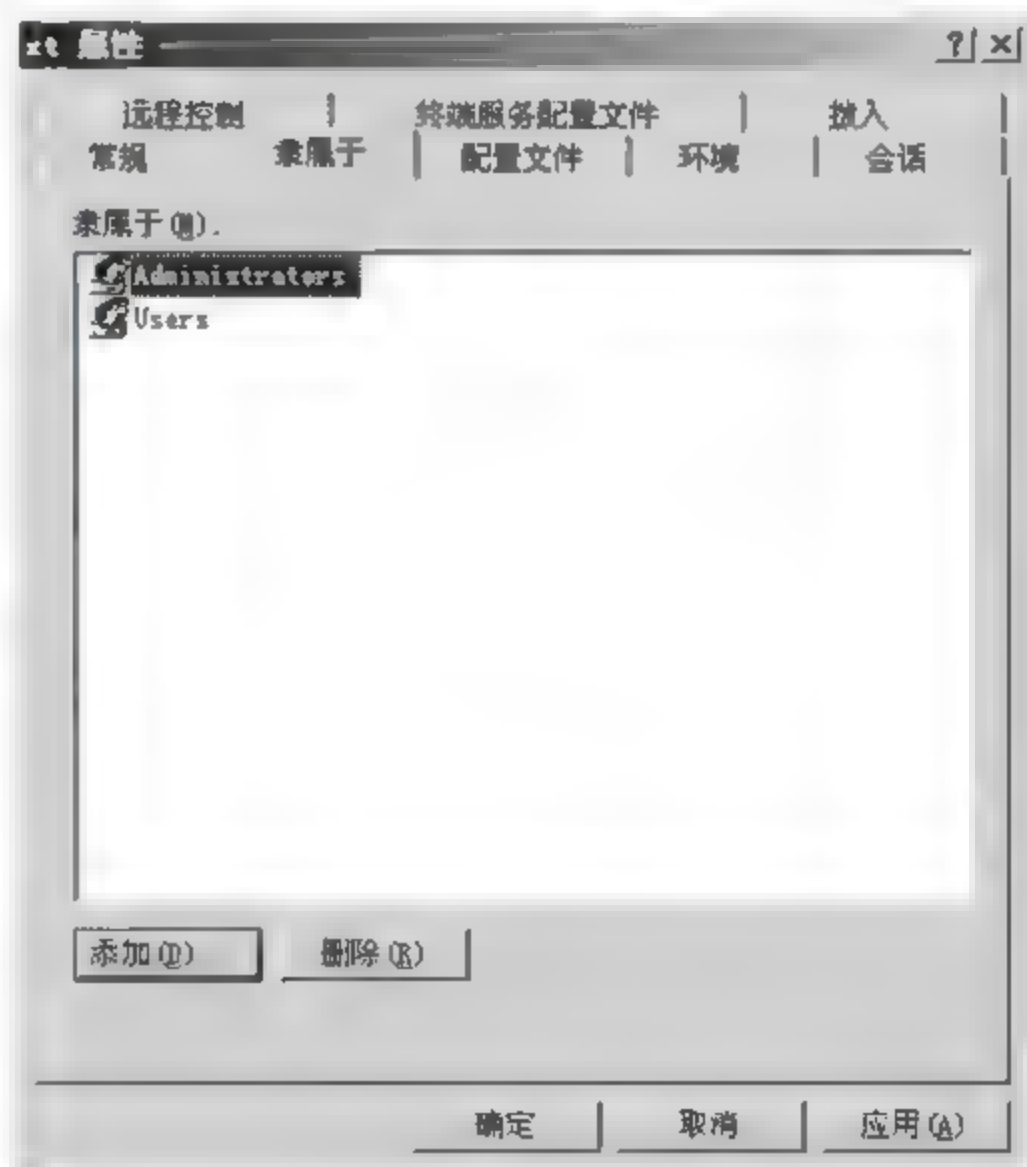 xt 属性
远程控制 终端服务配置文件 拨入
常规 隶属于 配置文件 环境 会话
隶属于(M):
Administrators
Users
添加(D) 删除(R)
确定 取消 应用(A)